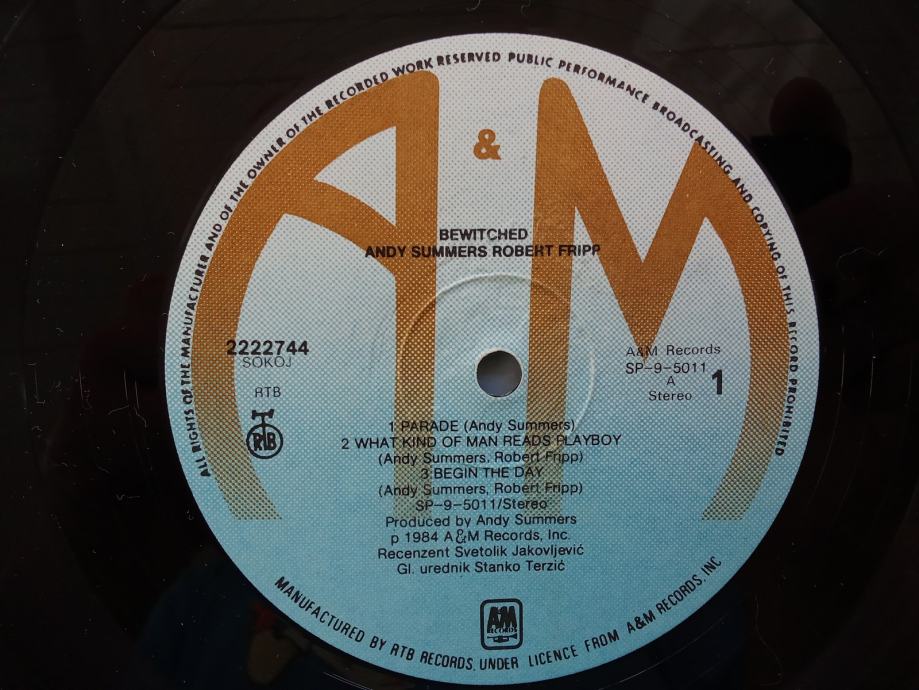 ALL RIGHTS OF THE MANUFACTURER AND OF THE OWNER OF THE RECORDED WORK RESERVED PUBLIC PERFORMANCE BROADCASTING AND COPYING OF THIS RECORD PROHIBITED
A & M
BEWITCHED
ANDY SUMMERS ROBERT FRIPP
2222744
SOKOJ
RTB
RTB
A&M Records
SP-9-5011
A
Stereo
1
1 PARADE (Andy Summers)
2 WHAT KIND OF MAN READS PLAYBOY
(Andy Summers, Robert Fripp)
3 BEGIN THE DAY
(Andy Summers, Robert Fripp)
SP-9-5011/Stereo
Produced by Andy Summers
p 1984 A&M Records, Inc.
Recenzent Svetolik Jakovljević
Gl. urednik Stanko Terzić
A&M
RECORDS
MANUFACTURED BY RTB RECORDS, UNDER LICENCE FROM A&M RECORDS, INC